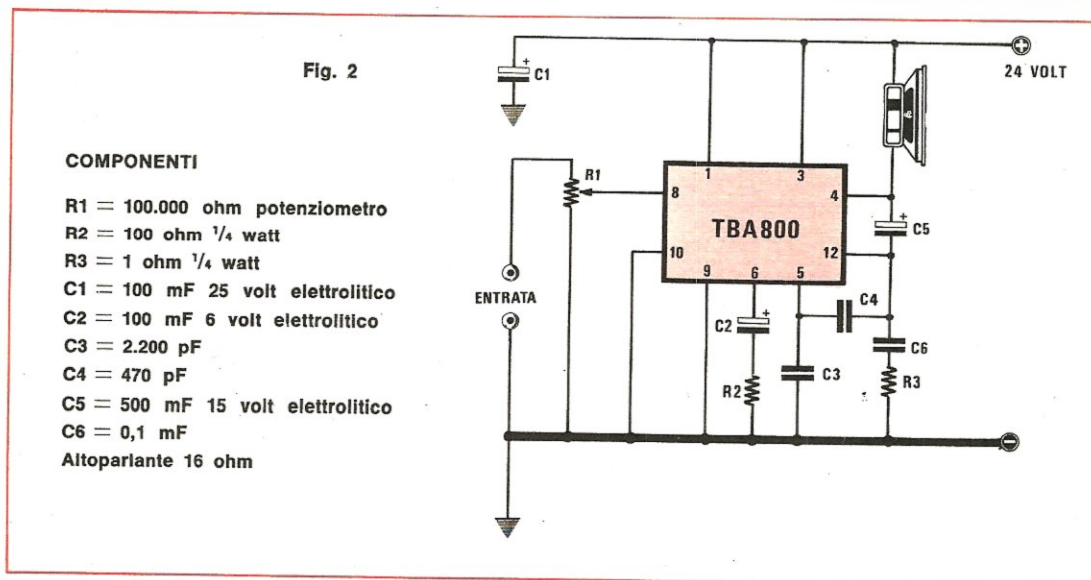 Fig. 2
COMPONENTI
R1 = 100.000 ohm potenziometro
R2 = 100 ohm ¼ watt
R3 = 1 ohm ¼ watt
C1 = 100 mF 25 volt elettrolitico
C2 = 100 mF 6 volt elettrolitico
C3 = 2.200 pF
C4 = 470 pF
C5 = 500 mF 15 volt elettrolitico
C6 = 0,1 mF
Altoparlante 16 ohm
+
C1
+
24 VOLT
R1
1
3
8
4
TBA800
+
C5
10
12
9
6
5
ENTRATA
C4
C2
+
C6
R2
C3
R3
-